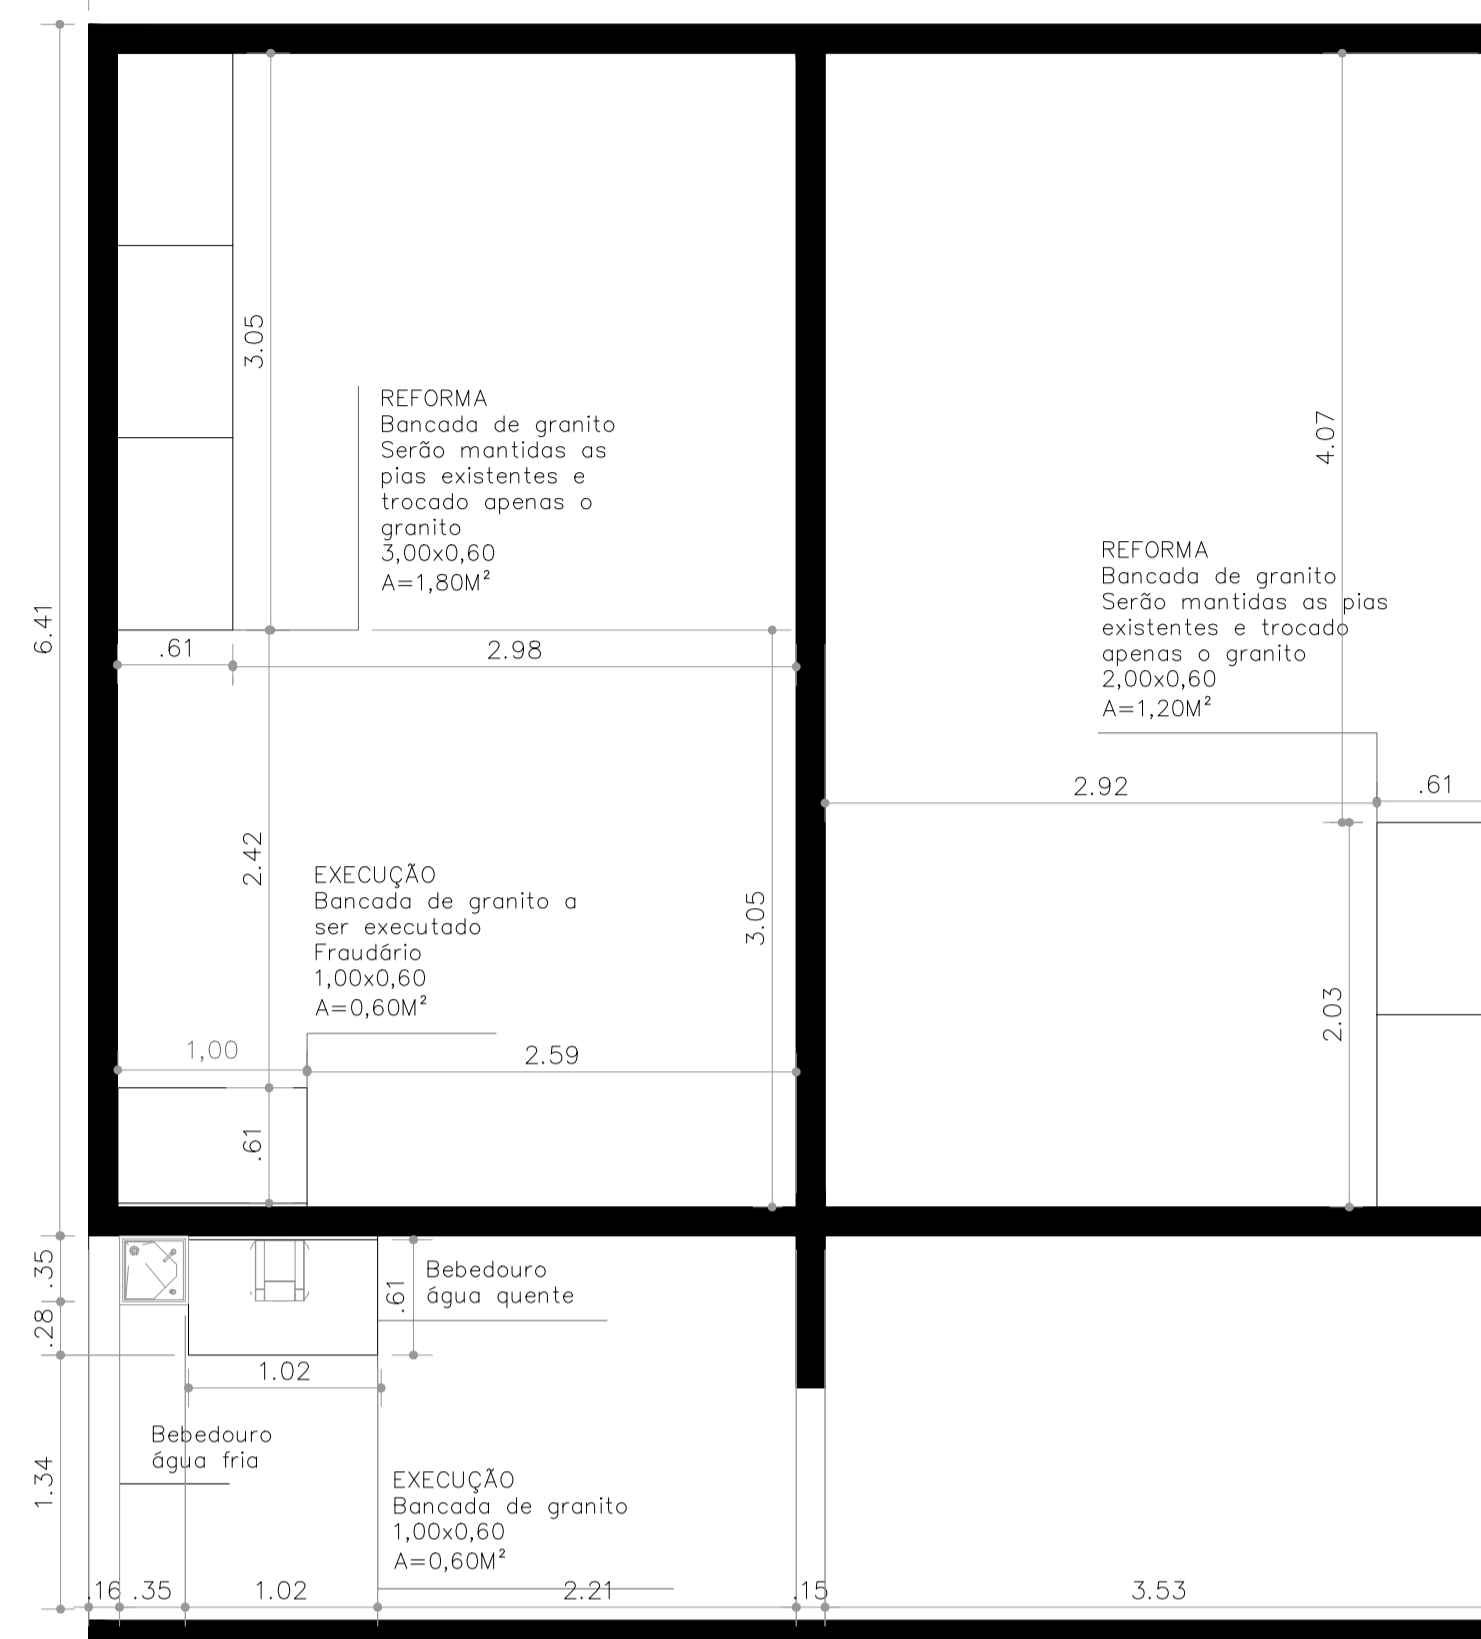 3.05
REFORMA
Bancada de granito
Serão mantidas as
pias existentes e
trocado apenas o
granito
3,00x0,60
A=1,80M²
4.07
6.41
.61
2.98
REFORMA
Bancada de granito
Serão mantidas as pias
existentes e trocado
apenas o granito
2,00x0,60
A=1,20M²
2.92
.61
2.42
EXECUÇÃO
Bancada de granito a
ser executado
Fraudário
1,00x0,60
A=0,60M²
3.05
2.03
1,00
2.59
.61
.35
.28
.61
Bebedouro
água quente
1.02
Bebedouro
água fria
1.34
EXECUÇÃO
Bancada de granito
1,00x0,60
A=0,60M²
.16
.35
1.02
2.21
.15
3.53